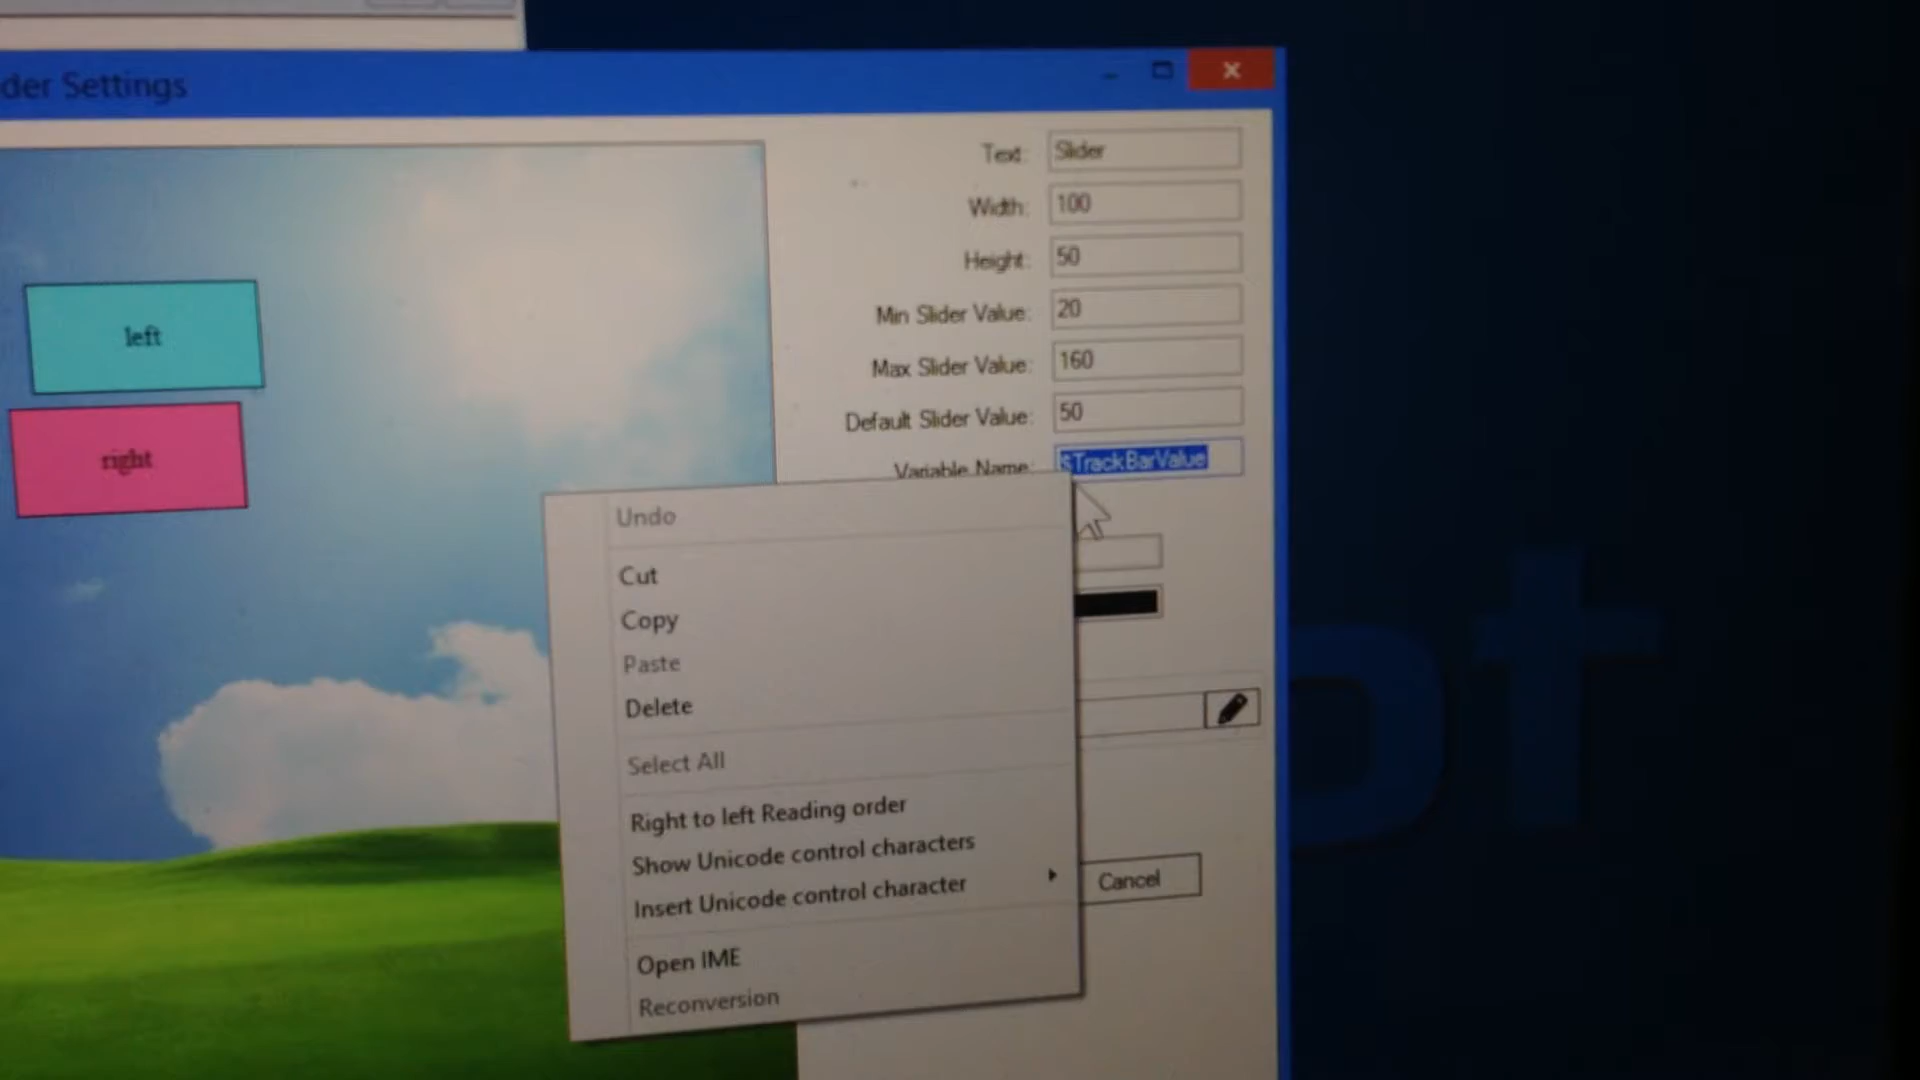 der Settings
Text: Slider
Width: 100
Height: 50
left
Min Slider Value: 20
Max Slider Value: 160
Default Slider Value: 50
right
Variable Name: $TrackBarValue
Undo
Cut
Copy
Paste
Delete
Select All
Right to left Reading order
Show Unicode control characters
Insert Unicode control character
Cancel
Open IME
Reconversion
ot